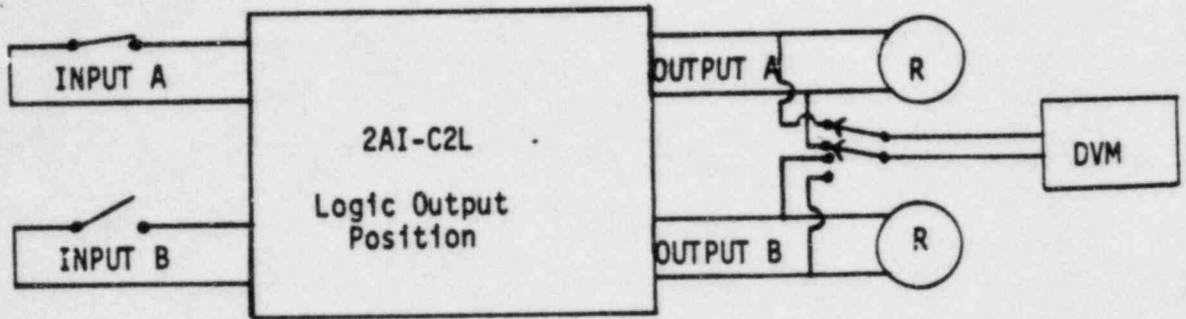 INPUT A
OUTPUT A
R
2AI-C2L
DVM
Logic Output
Position
INPUT B
OUTPUT B
R